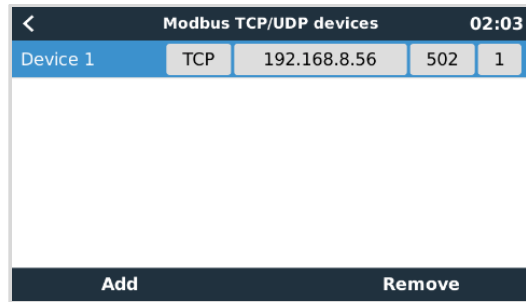 Modbus TCP/UDP devices 02:03
Device 1 TCP 192.168.8.56 502 1
Add Remove